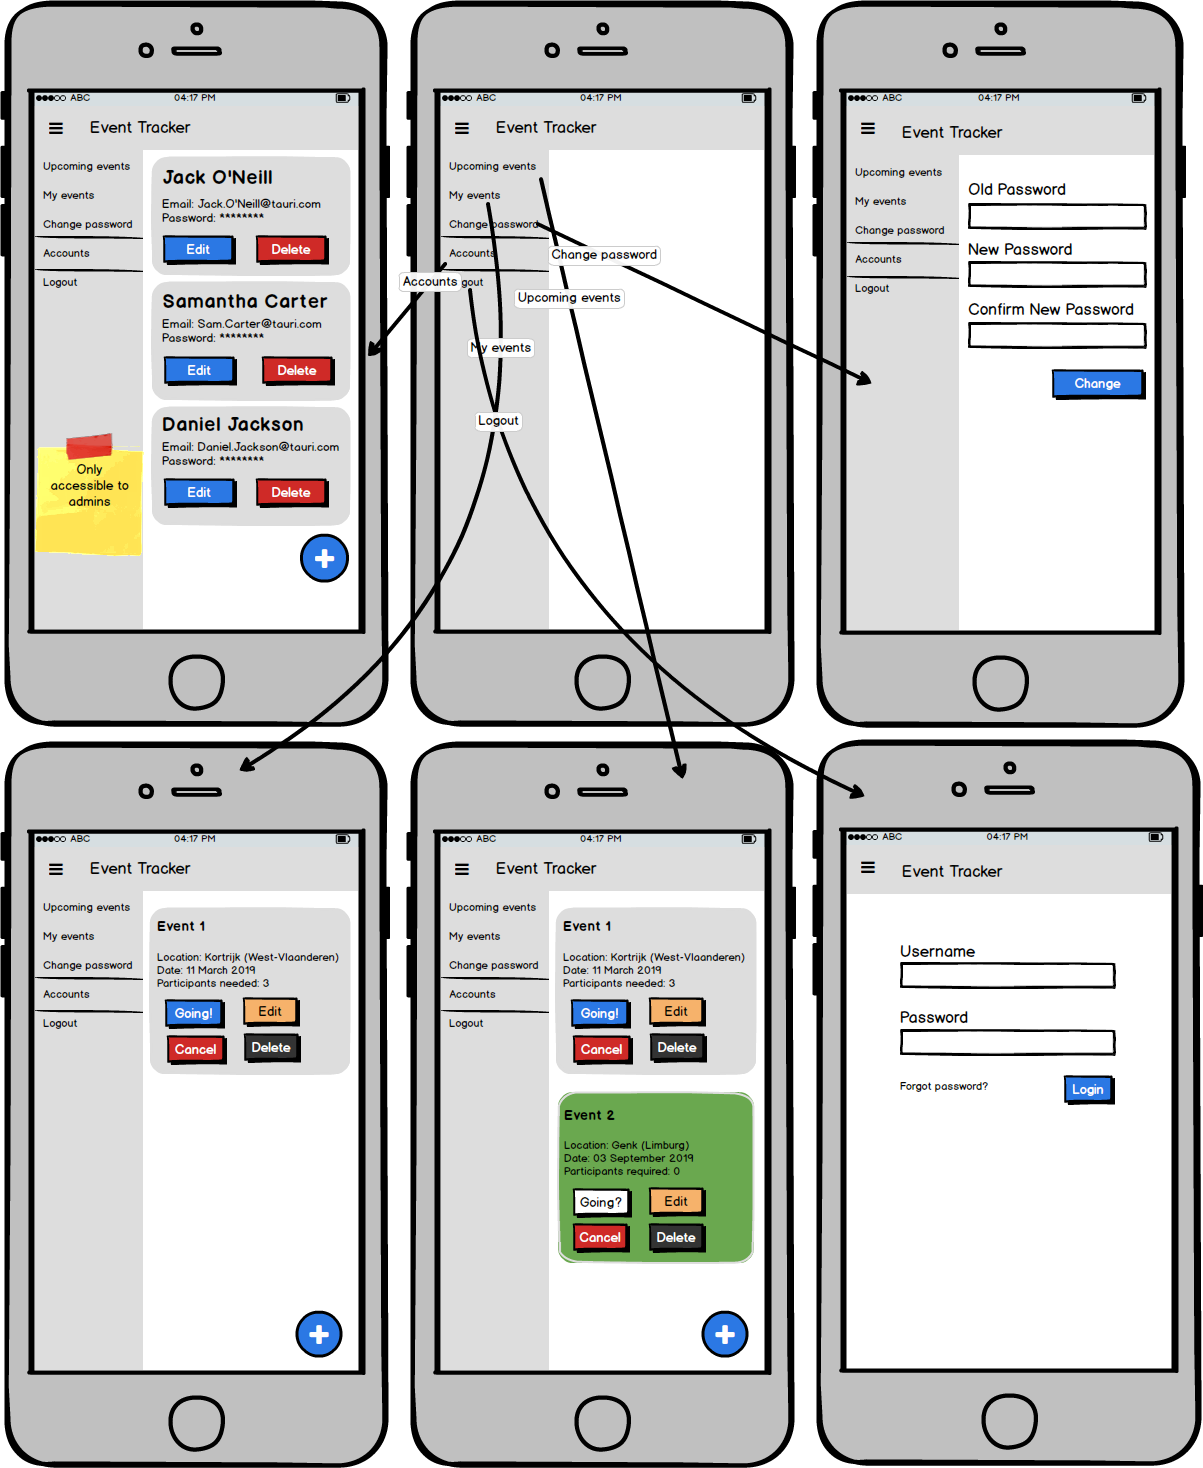 ABC 04:17 PM
Event Tracker
Upcoming events
My events
Change password
Accounts
Logout
Jack O'Neill
Email: Jack.O'Neill@tauri.com
Password: ********
Edit Delete
Samantha Carter
Email: Sam.Carter@tauri.com
Password: ********
Edit Delete
Daniel Jackson
Email: Daniel.Jackson@tauri.com
Password: ********
Edit Delete
Only
accessible to
admins
ABC 04:17 PM
Event Tracker
Upcoming events
My events
Change password
Accounts
gout
Change password
Accounts
Upcoming events
My events
Logout
ABC 04:17 PM
Event Tracker
Upcoming events
My events
Change password
Accounts
Logout
Old Password
New Password
Confirm New Password
Change
ABC 04:17 PM
Event Tracker
Upcoming events
My events
Change password
Accounts
Logout
Event 1
Location: Kortrijk (West-Vlaanderen)
Date: 11 March 2019
Participants needed: 3
Going! Edit
Cancel Delete
ABC 04:17 PM
Event Tracker
Upcoming events
My events
Change password
Accounts
Logout
Event 1
Location: Kortrijk (West-Vlaanderen)
Date: 11 March 2019
Participants needed: 3
Going! Edit
Cancel Delete
Event 2
Location: Genk (Limburg)
Date: 03 September 2019
Participants required: 0
Going? Edit
Cancel Delete
ABC 04:17 PM
Event Tracker
Username
Password
Forgot password? Login